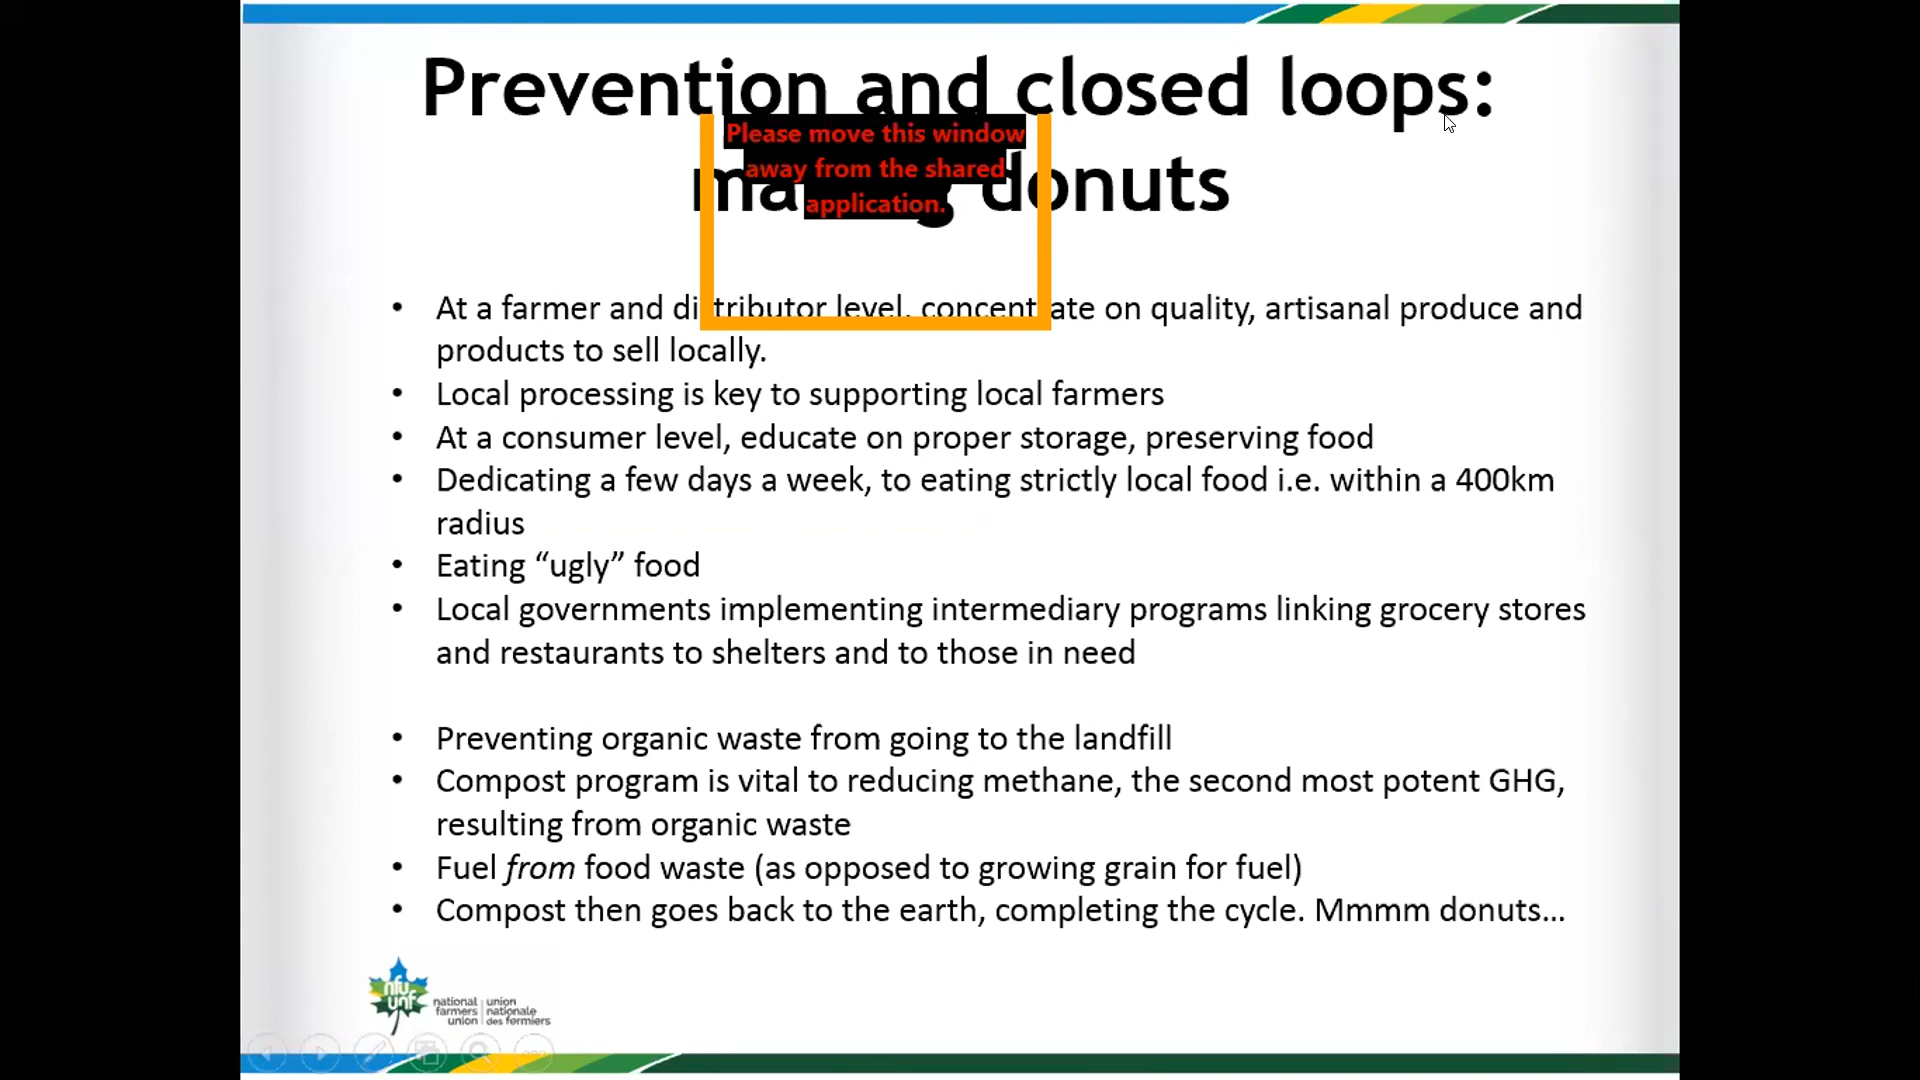 Prevention and closed loops:
donuts
Please move this window
away from the shared
application.
• At a farmer and distributor level, concentrate on quality, artisanal produce and
products to sell locally.
• Local processing is key to supporting local farmers
• At a consumer level, educate on proper storage, preserving food
• Dedicating a few days a week, to eating strictly local food i.e. within a 400km
radius
• Eating “ugly” food
• Local governments implementing intermediary programs linking grocery stores
and restaurants to shelters and to those in need
• Preventing organic waste from going to the landfill
• Compost program is vital to reducing methane, the second most potent GHG,
resulting from organic waste
• Fuel from food waste (as opposed to growing grain for fuel)
• Compost then goes back to the earth, completing the cycle. Mmmm donuts…
nfu
unf
national farmers union
union nationale des fermiers